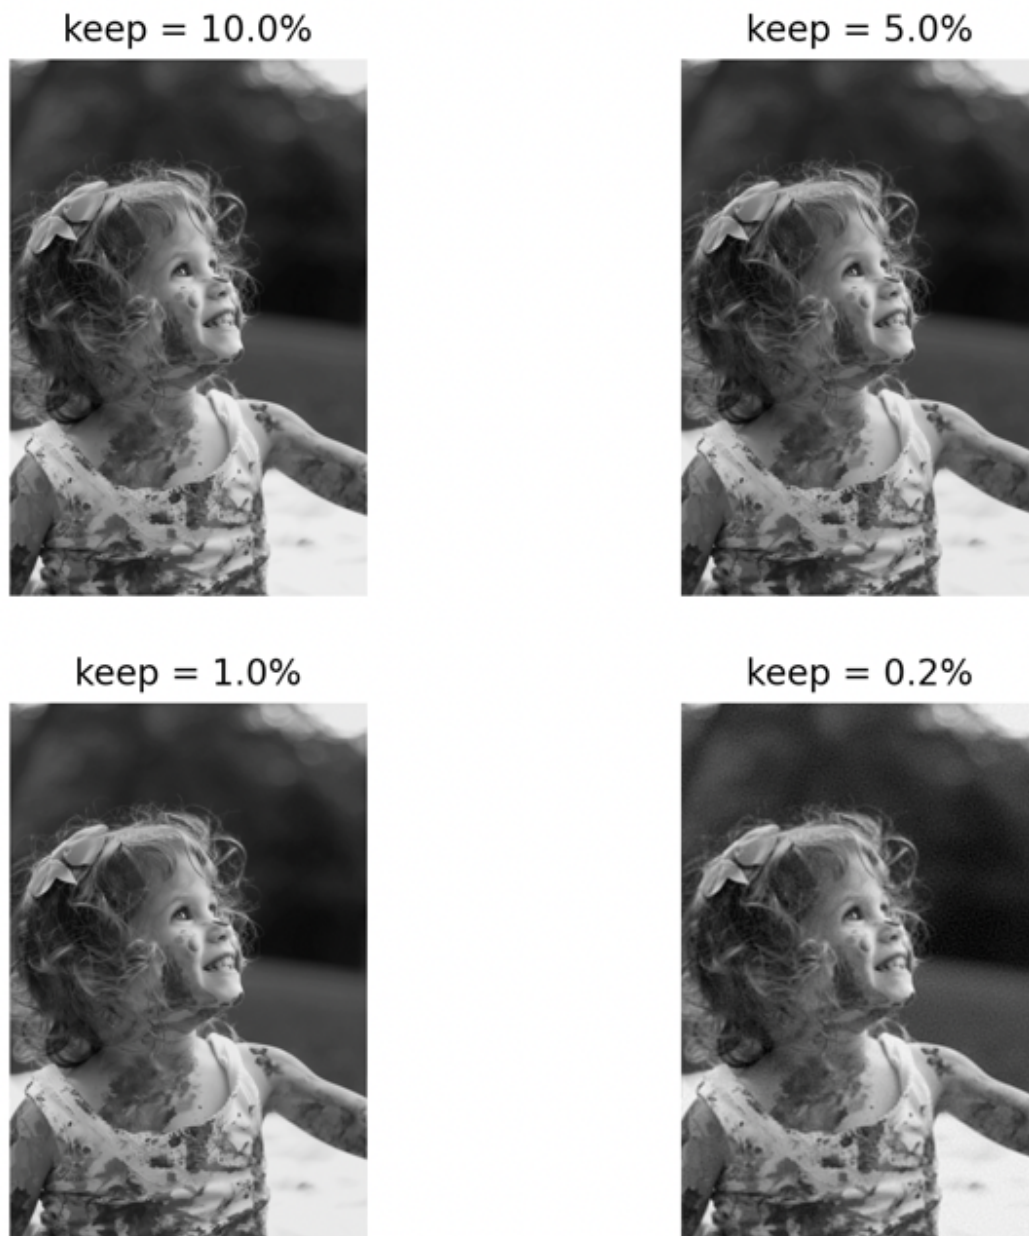 keep = 10.0%
keep = 5.0%
keep = 1.0%
keep = 0.2%